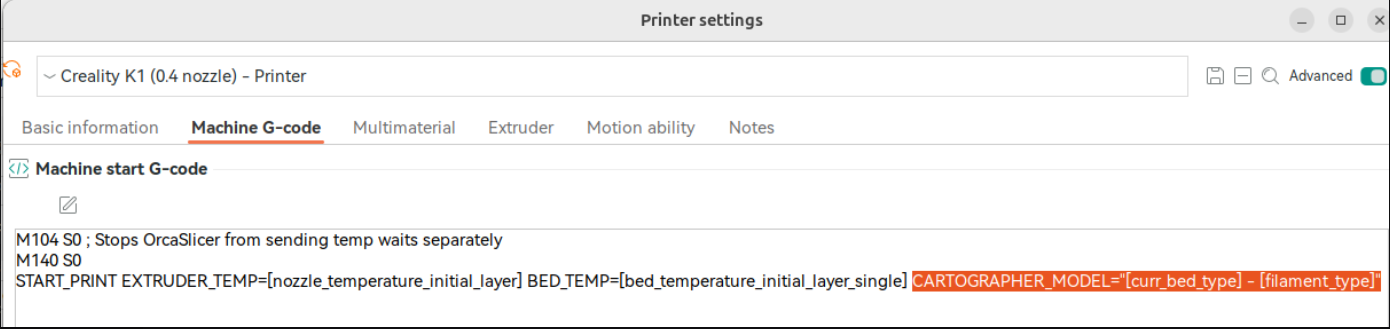 Printer settings
Creality K1 (0.4 nozzle) - Printer
Advanced
Basic information
Machine G-code
Multimaterial
Extruder
Motion ability
Notes
</> Machine start G-code
M104 S0 ; Stops OrcaSlicer from sending temp waits separately
M140 S0
START_PRINT EXTRUDER_TEMP=[nozzle_temperature_initial_layer] BED_TEMP=[bed_temperature_initial_layer_single] CARTOGRAPHER_MODEL="[curr_bed_type] - [filament_type]"